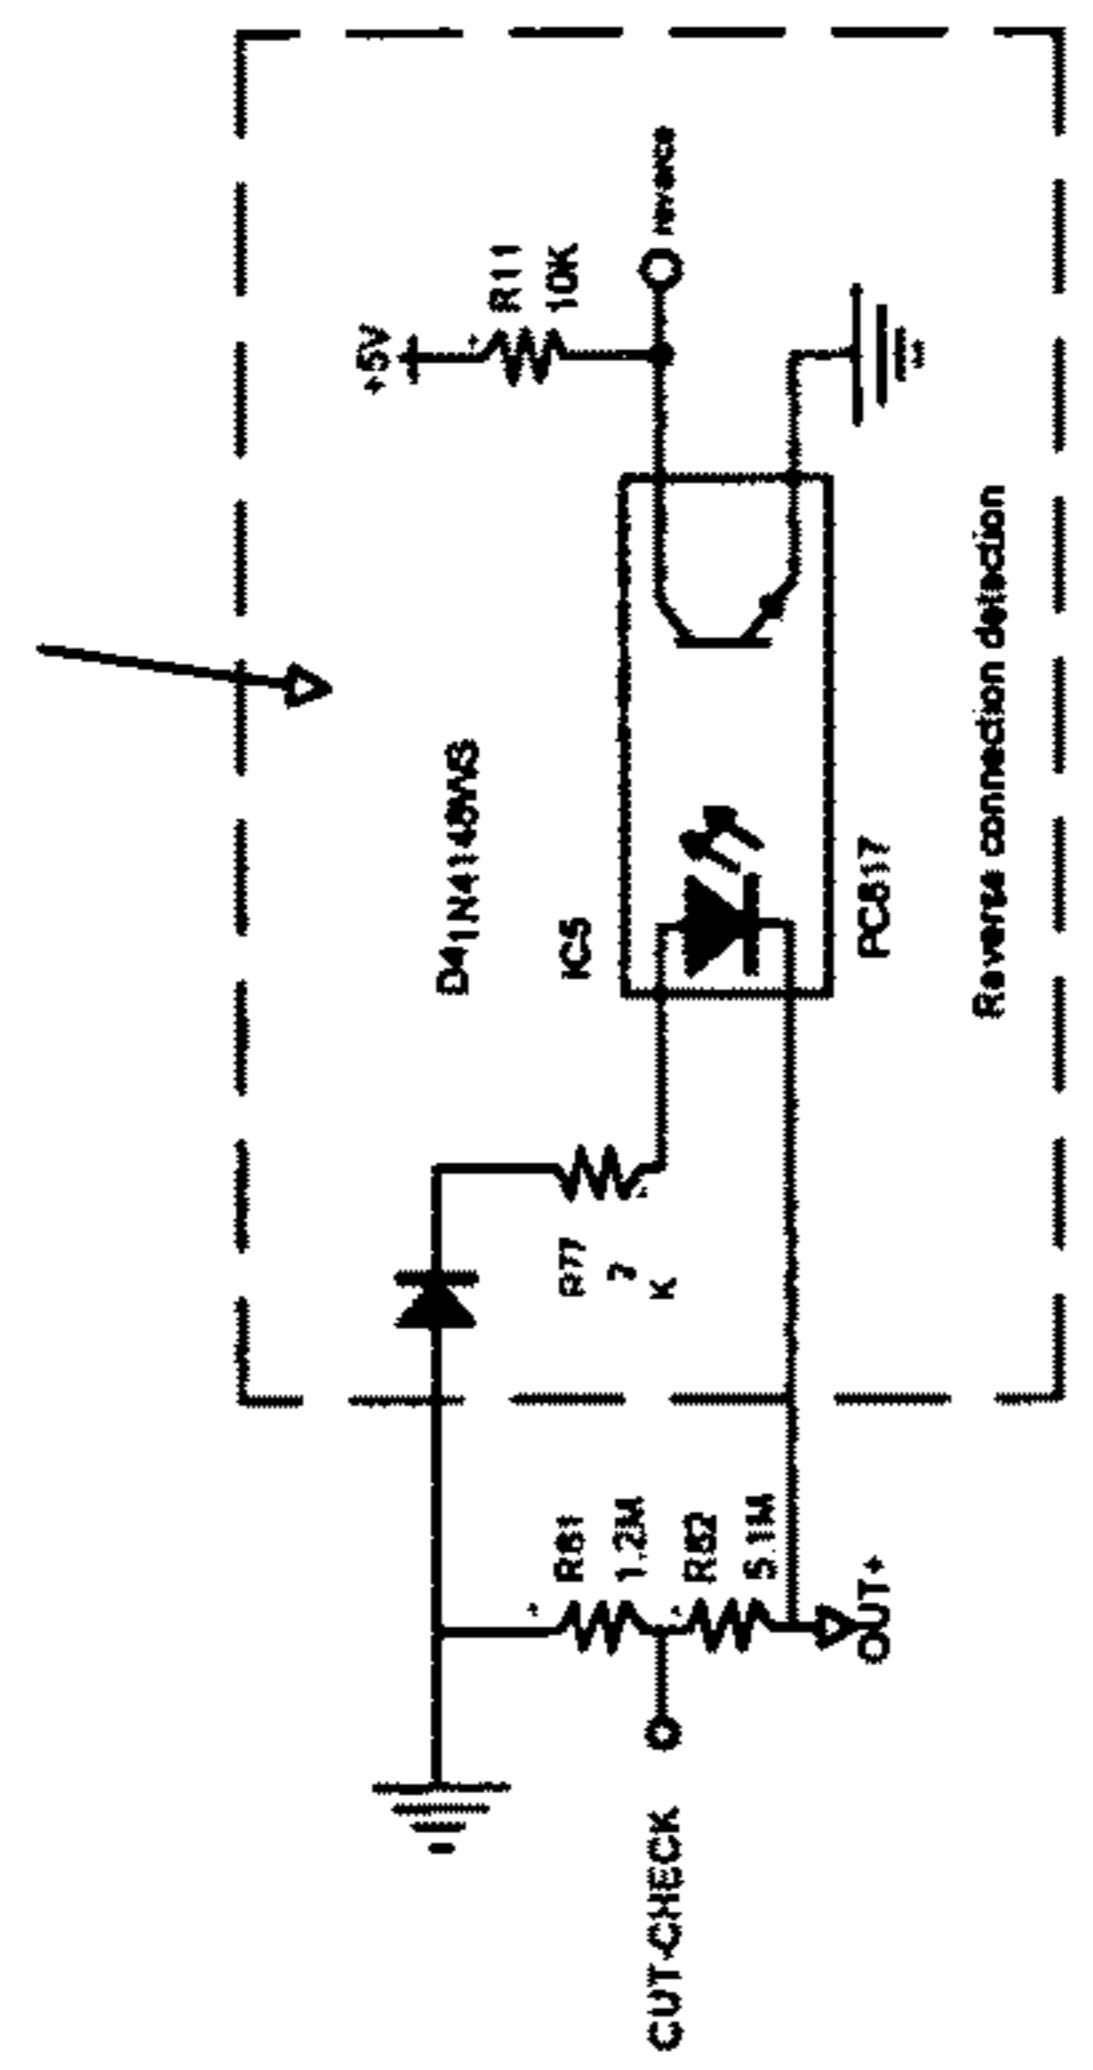 +5V
R11
10K
D4
1N4148WS
IC5
PC817
Reverse connection detection
R77
K
R61
1.2M
R62
5.1M
OUT+
OUT-CHECK